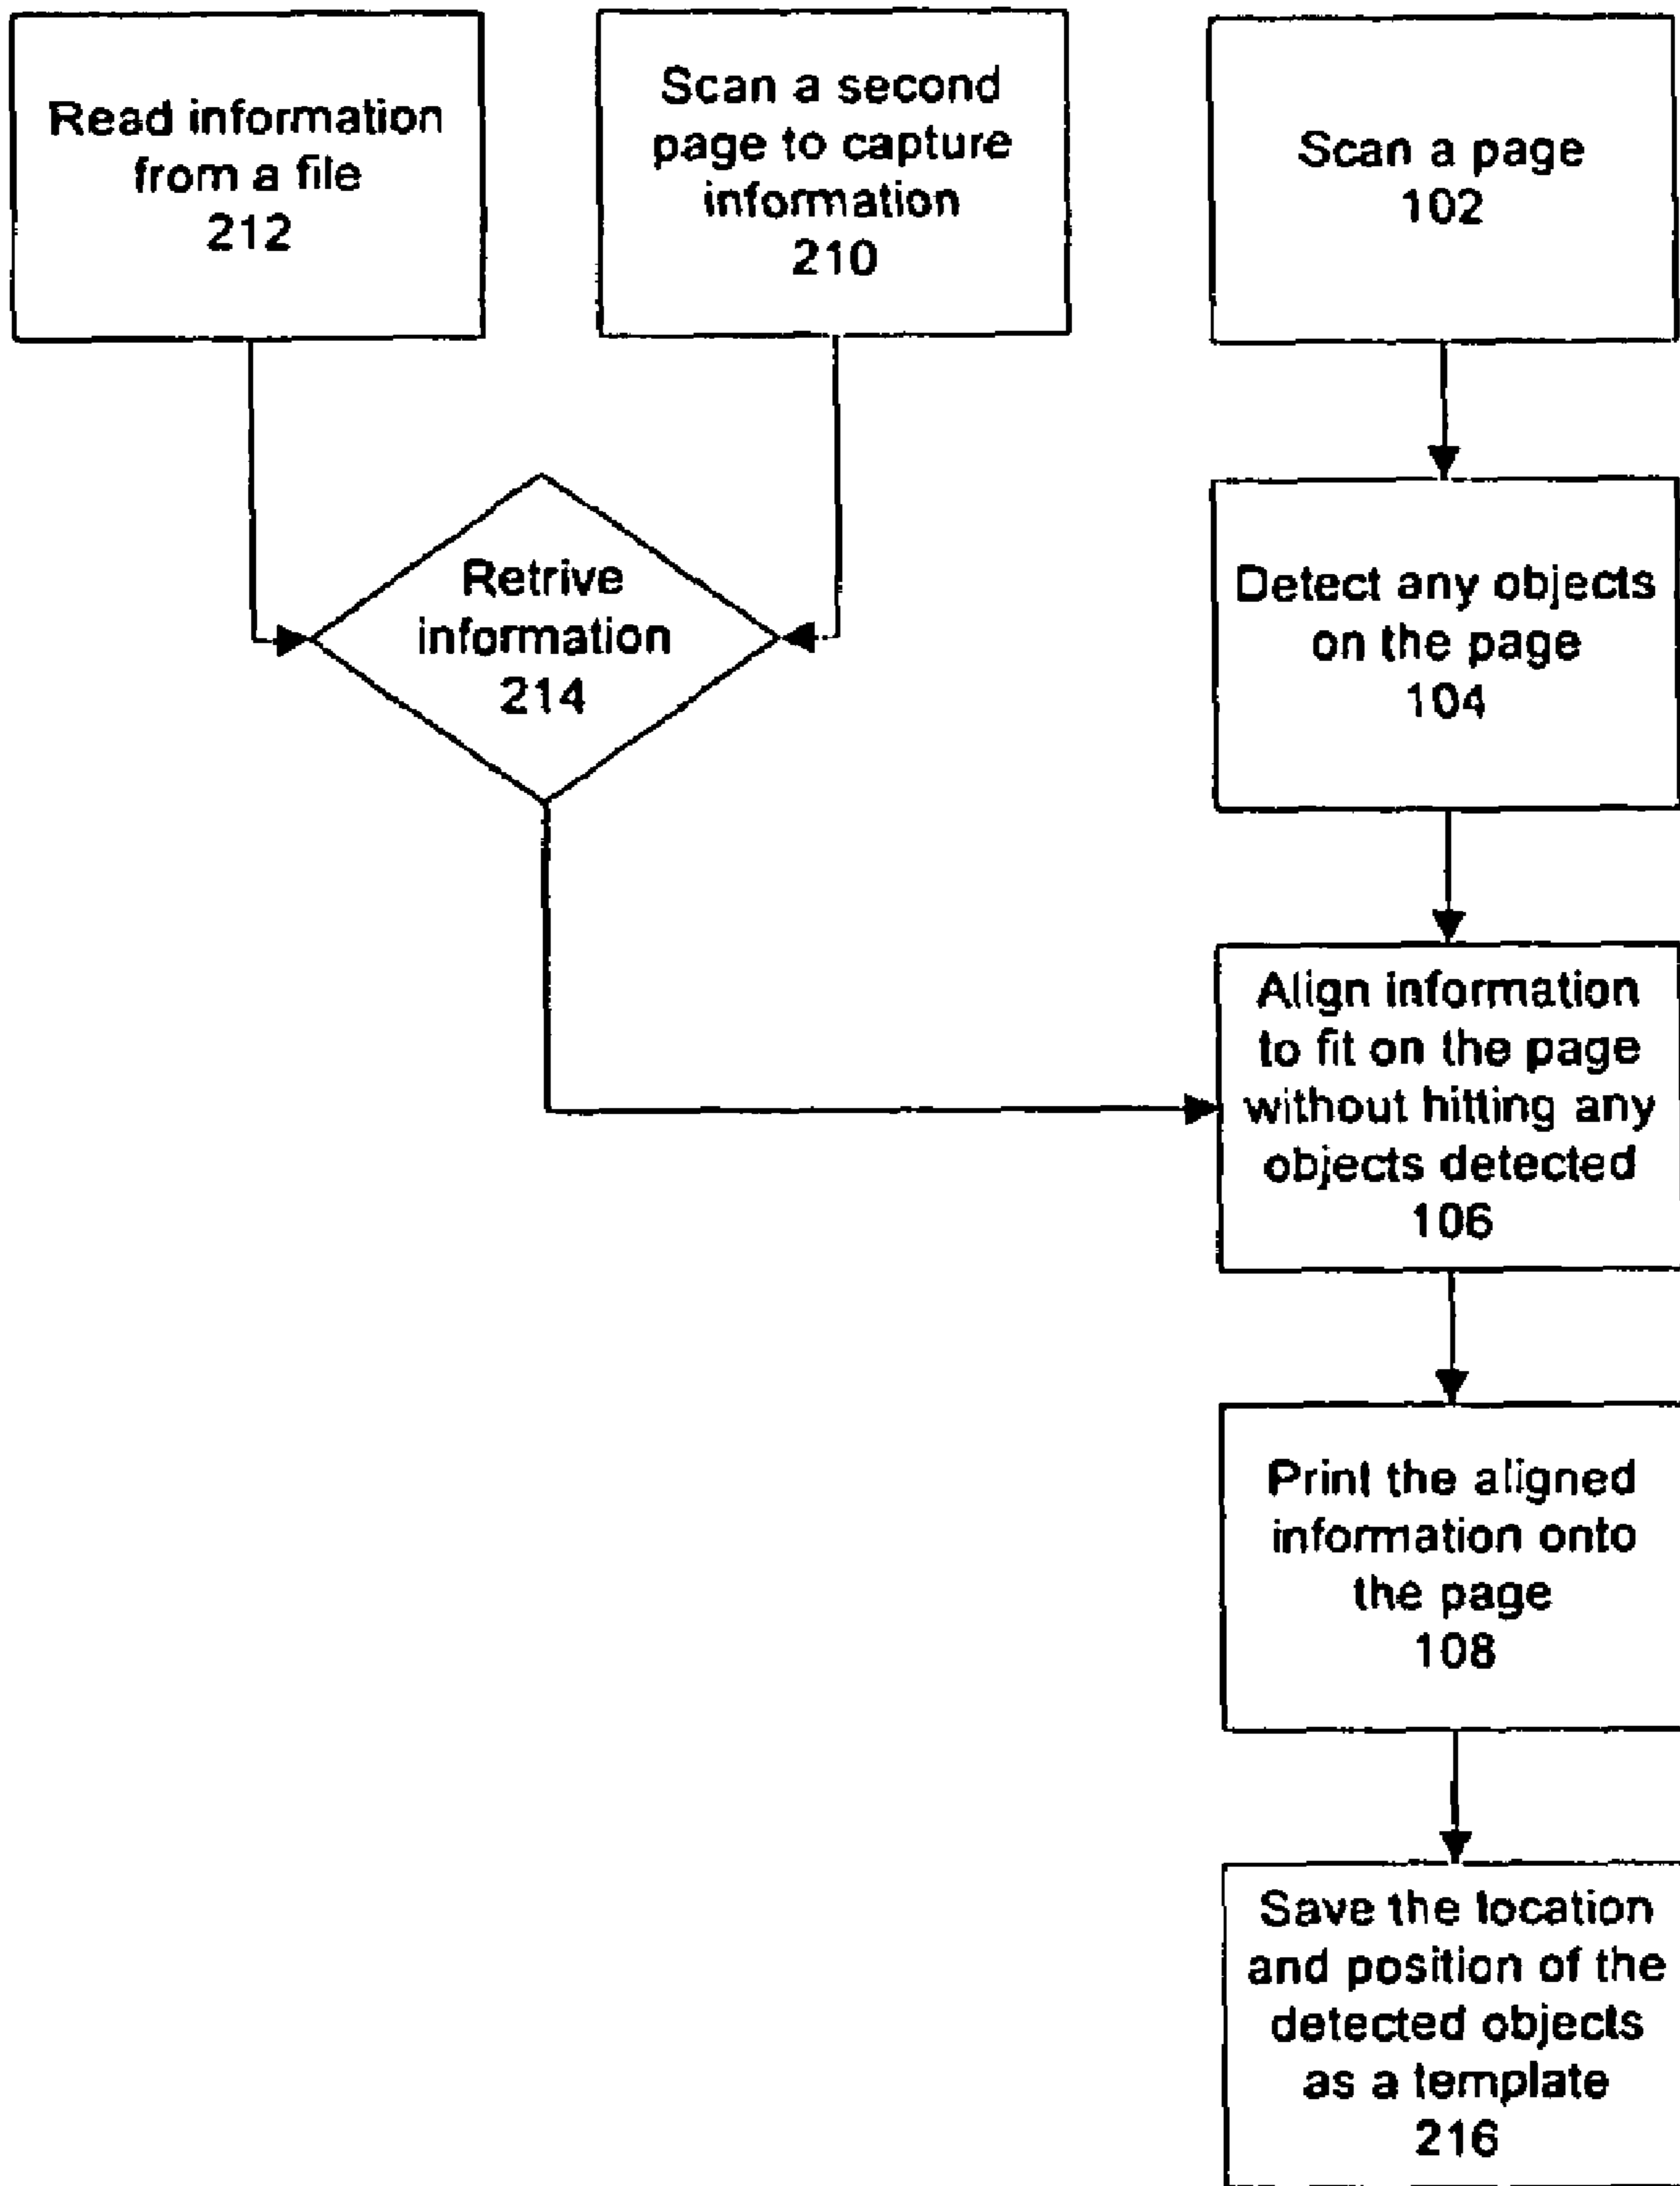 Read information
from a file
212
Scan a second
page to capture
information
210
Scan a page
102
Retrive
information
214
Detect any objects
on the page
104
Align information
to fit on the page
without hitting any
objects detected
106
Print the aligned
information onto
the page
108
Save the location
and position of the
detected objects
as a template
216